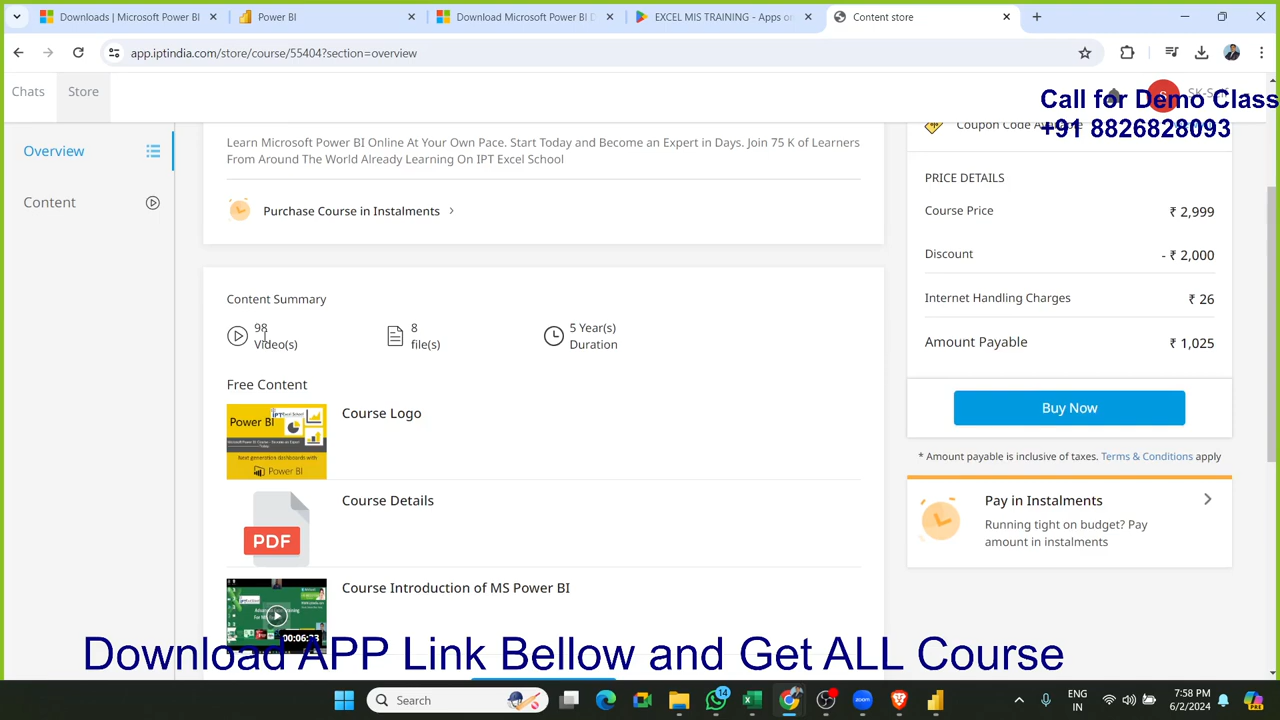 Downloads | Microsoft Power BI
Power BI
Download Microsoft Power BI D
EXCEL MIS TRAINING - Apps on
Content store
app.iptindia.com/store/course/55404?section=overview
Chats
Store
Call for Demo Class
+91 8826828093
Overview
Content
Learn Microsoft Power BI Online At Your Own Pace. Start Today and Become an Expert in Days. Join 75 K of Learners
From Around The World Already Learning On IPT Excel School
Purchase Course in Instalments
PRICE DETAILS
Course Price
₹ 2,999
Discount
- ₹ 2,000
Internet Handling Charges
₹ 26
Amount Payable
₹ 1,025
Buy Now
* Amount payable is inclusive of taxes. Terms & Conditions apply
Pay in Instalments
Running tight on budget? Pay
amount in instalments
Content Summary
98
Video(s)
8
file(s)
5 Year(s)
Duration
Free Content
Course Logo
Power BI
Power BI
Course Details
PDF
Course Introduction of MS Power BI
00:06:33
Download APP Link Bellow and Get ALL Course
Search
14
ENG
IN
7:58 PM
6/2/2024